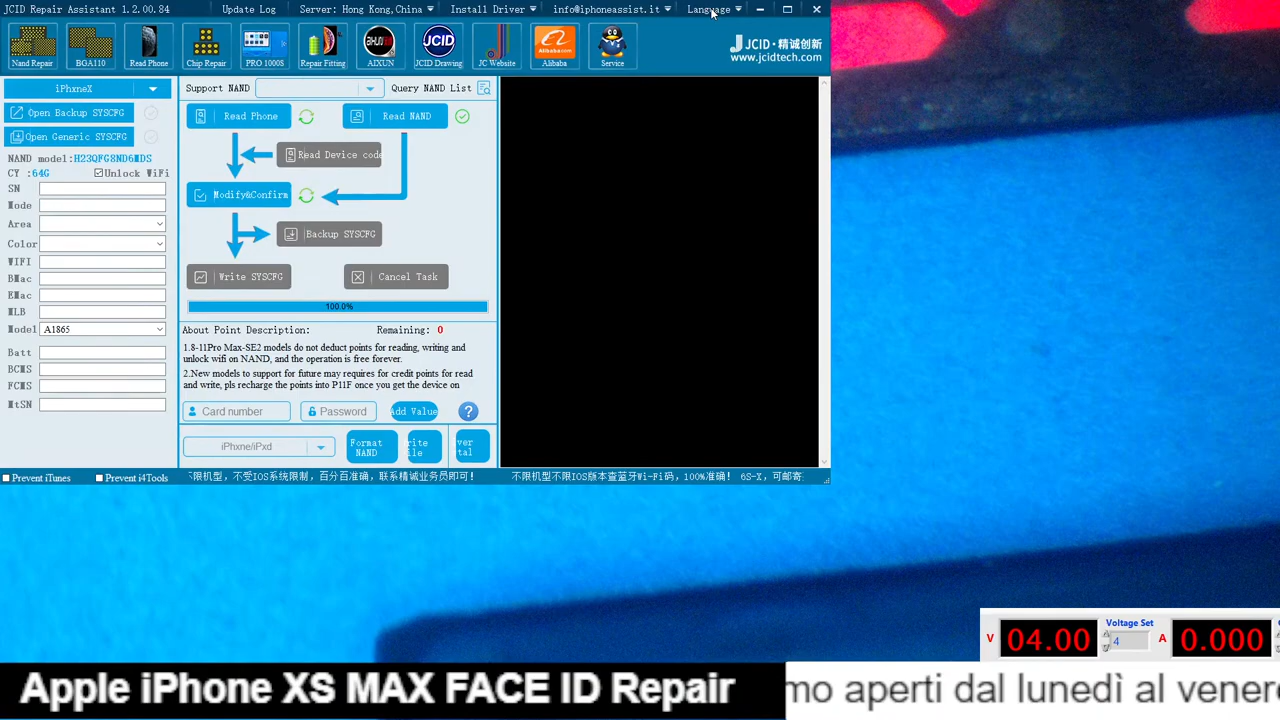 JCID Repair Assistant 1.2.00.84 Update Log Server: Hong Kong,China Install Driver info@iphoneassist.it Language
Nand Repair BGA110 Read Phone Chip Repair PRO 1000S Repair Fitting AIXUN JCID Drawing JC Website Alibaba Service
JCID
Alibaba.com
JCID·精诚创新
www.jcidtech.com
iPhxneX
Open Backup SYSCFG
Open Generic SYSCFG
NAND model:H23QFG8ND6MDS
CY :64G Unlock WiFi
SN
Mode
Area
Color
WIFI
BMac
EMac
MLB
Model A1865
Batt
BCMS
FCMS
MtSN
Support NAND Query NAND List
Read Phone Read NAND
Read Device code
Modify&Confirm
Backup SYSCFG
Write SYSCFG Cancel Task
100.0%
About Point Description: Remaining: 0
1.8-11Pro Max-SE2 models do not deduct points for reading, writing and
unlock wifi on NAND, and the operation is free forever.
2.New models to support for future may requires for credit points for read
and write, pls recharge the points into P11F once you get the device on
Card number Password Add Value ?
iPhxne/iPxd Format NAND rite ile ver tal
Prevent iTunes Prevent i4Tools
不限机型，不受IOS系统限制，百分百准确，联系精诚业务员即可！ 不限机型不限IOS版本查蓝牙Wi-Fi码，100%准确！ 6S-X，可邮寄
V 04.00 Voltage Set 4 A 0.000
Apple iPhone XS MAX FACE ID Repair
mo aperti dal lunedì al vener